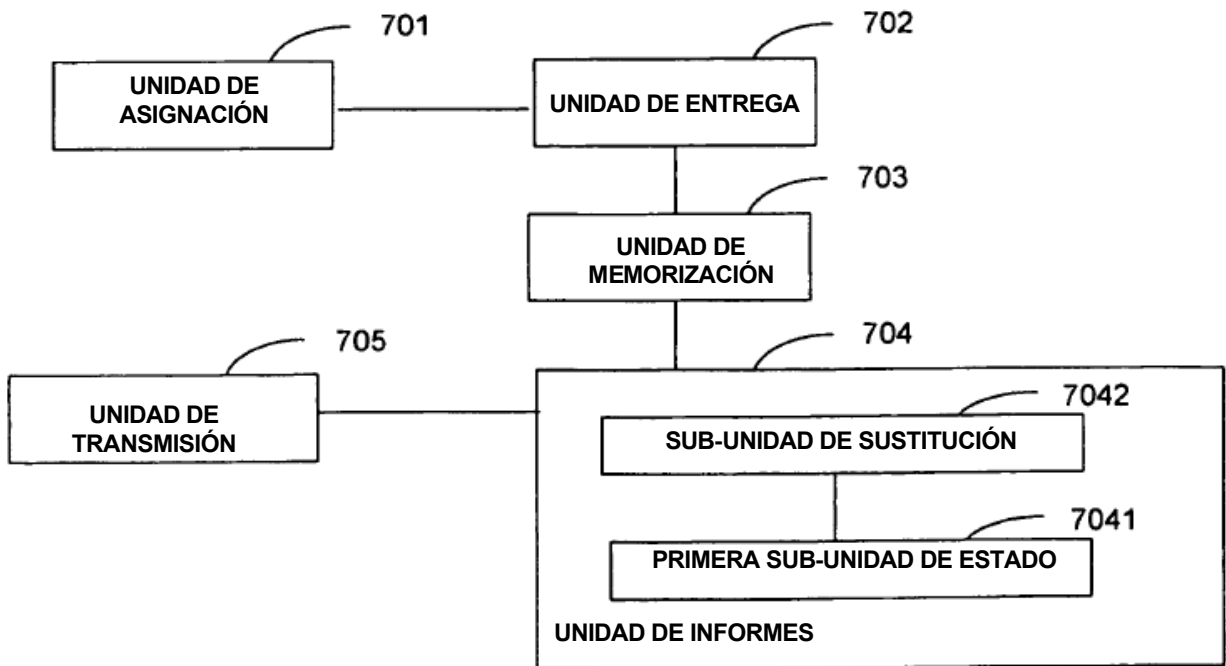 701
702
UNIDAD DE
ASIGNACIÓN
UNIDAD DE ENTREGA
703
UNIDAD DE
MEMORIZACIÓN
705
704
UNIDAD DE
TRANSMISIÓN
7042
SUB-UNIDAD DE SUSTITUCIÓN
7041
PRIMERA SUB-UNIDAD DE ESTADO
UNIDAD DE INFORMES